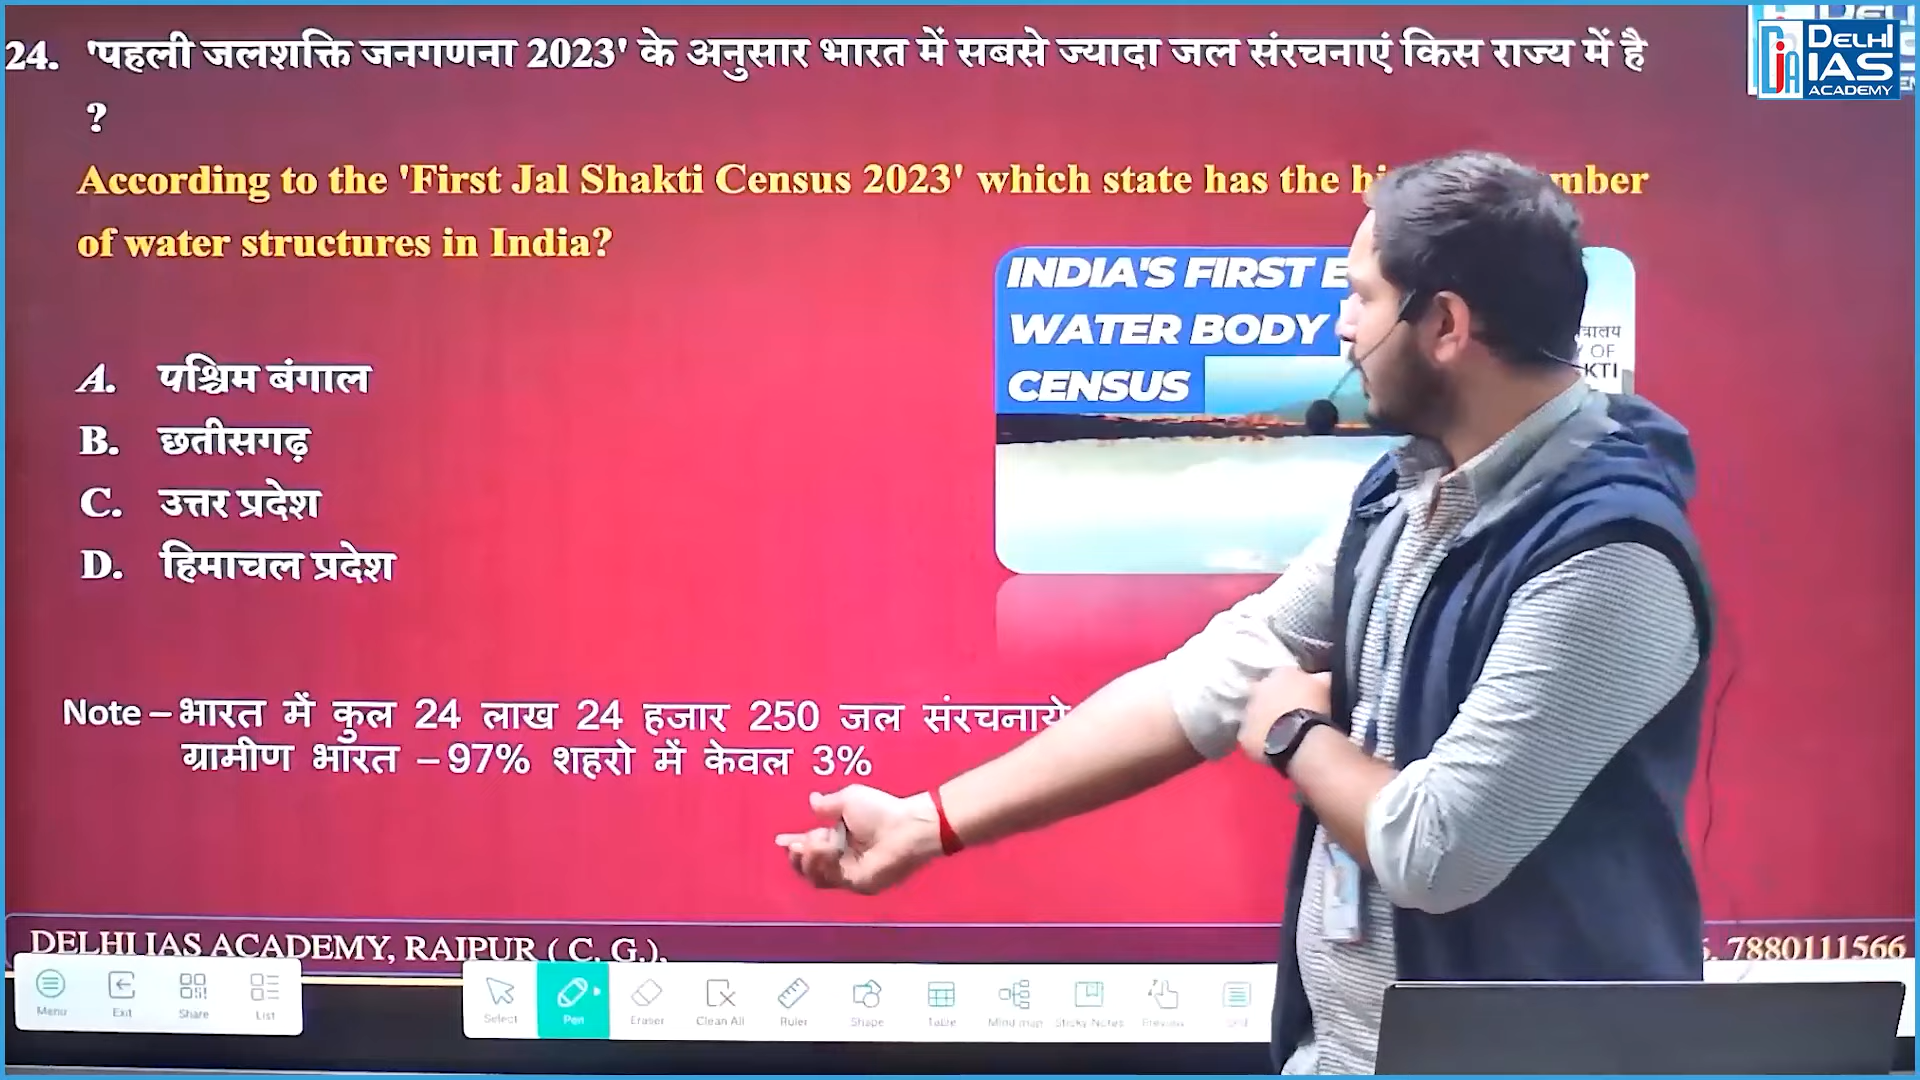 24. 'पहली जलशक्ति जनगणना 2023' के अनुसार भारत में सबसे ज्यादा जल संरचनाएं किस राज्य में है
?
According to the 'First Jal Shakti Census 2023' which state has the
of water structures in India?
A. पश्चिम बंगाल
B. छतीसगढ़
C. उत्तर प्रदेश
D. हिमाचल प्रदेश
INDIA'S FIRST
WATER BODY
CENSUS
OF
Note – भारत में कुल 24 लाख 24 हजार 250 जल संरचनाये
ग्रामीण भारत – 97% शहरो में केवल 3%
DELHI IAS ACADEMY, RAIPUR ( C. G.),
7880111566
DELHI
IAS
ACADEMY
Menu
Exit
Share
List
Select
Pen
Eraser
Clean All
Ruler
Shape
Table
Mind map
Sticky Notes
Preview